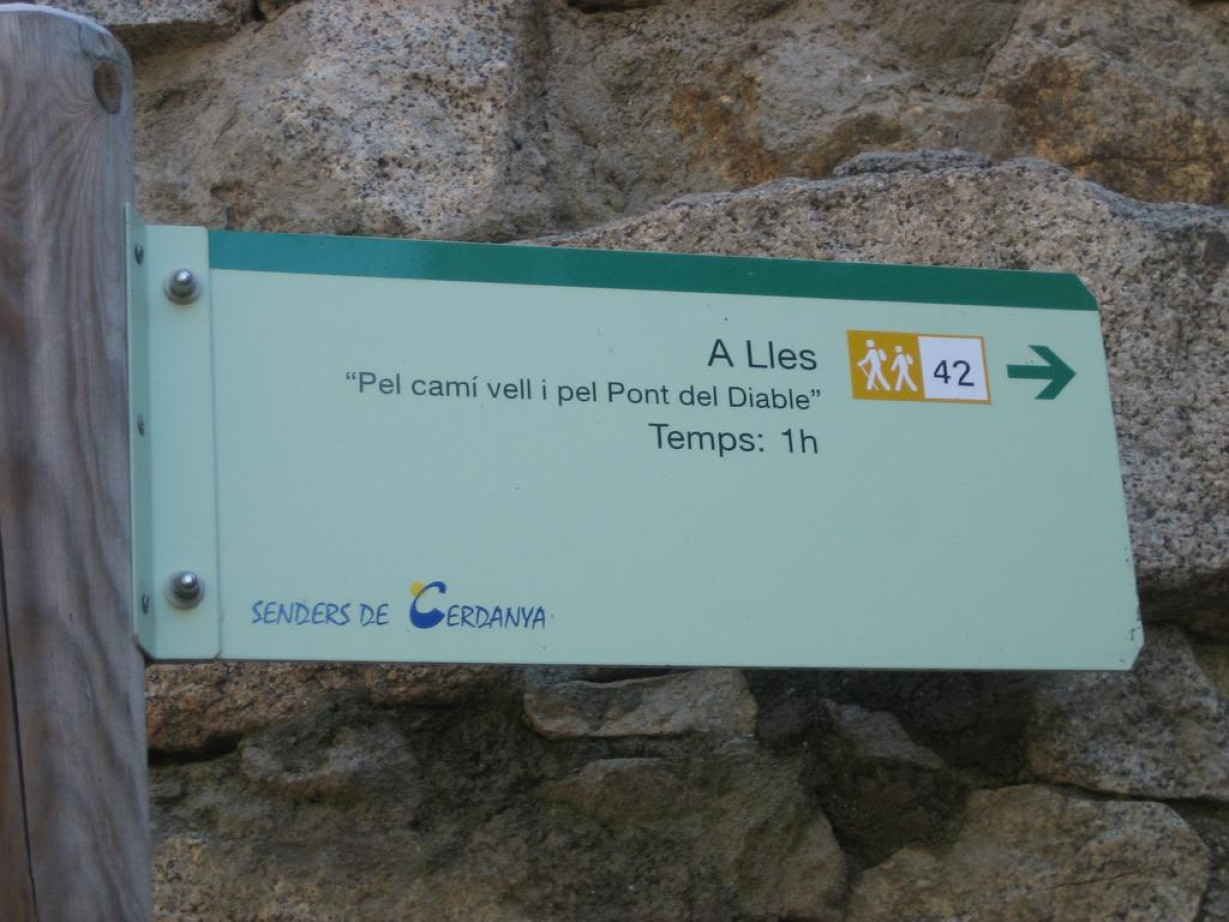 A Lles
42
“Pel camí vell i pel Pont del Diable”
Temps: 1h
SENDERS DE CERDANYA